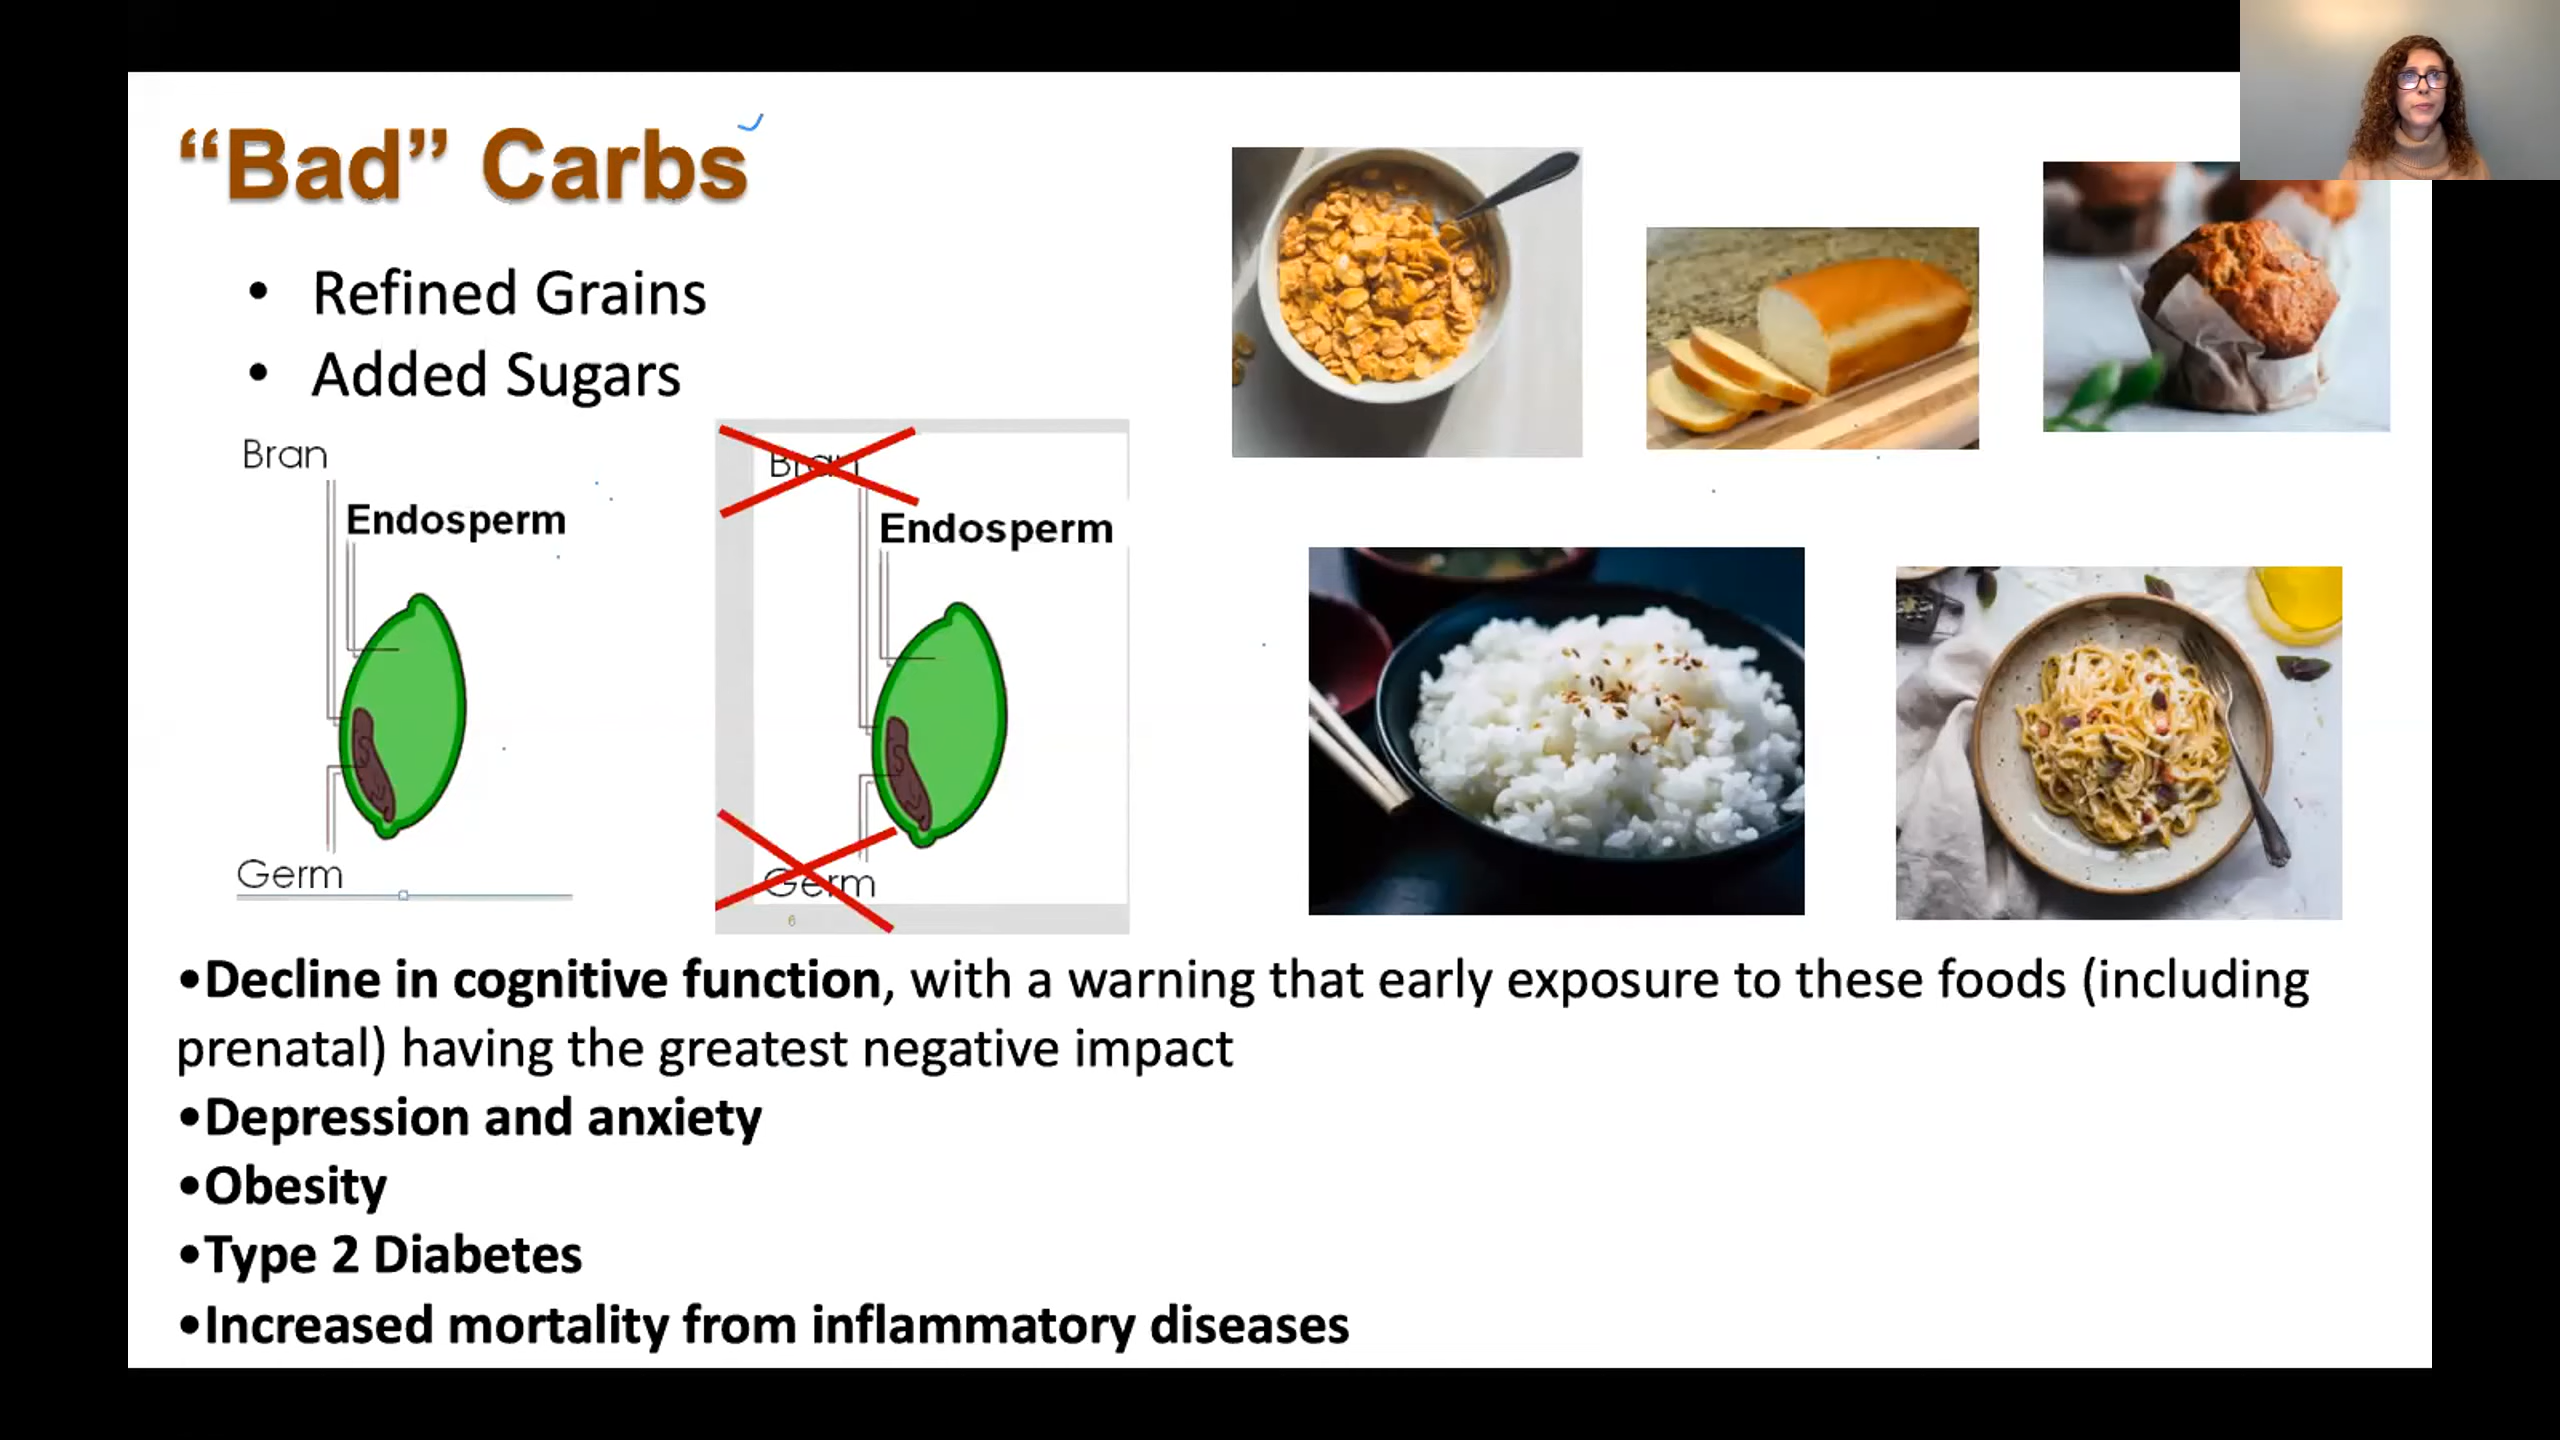 “Bad” Carbs
• Refined Grains
• Added Sugars
Bran
Endosperm
Germ
Bran
Endosperm
Germ
6
•Decline in cognitive function, with a warning that early exposure to these foods (including
prenatal) having the greatest negative impact
•Depression and anxiety
•Obesity
•Type 2 Diabetes
•Increased mortality from inflammatory diseases